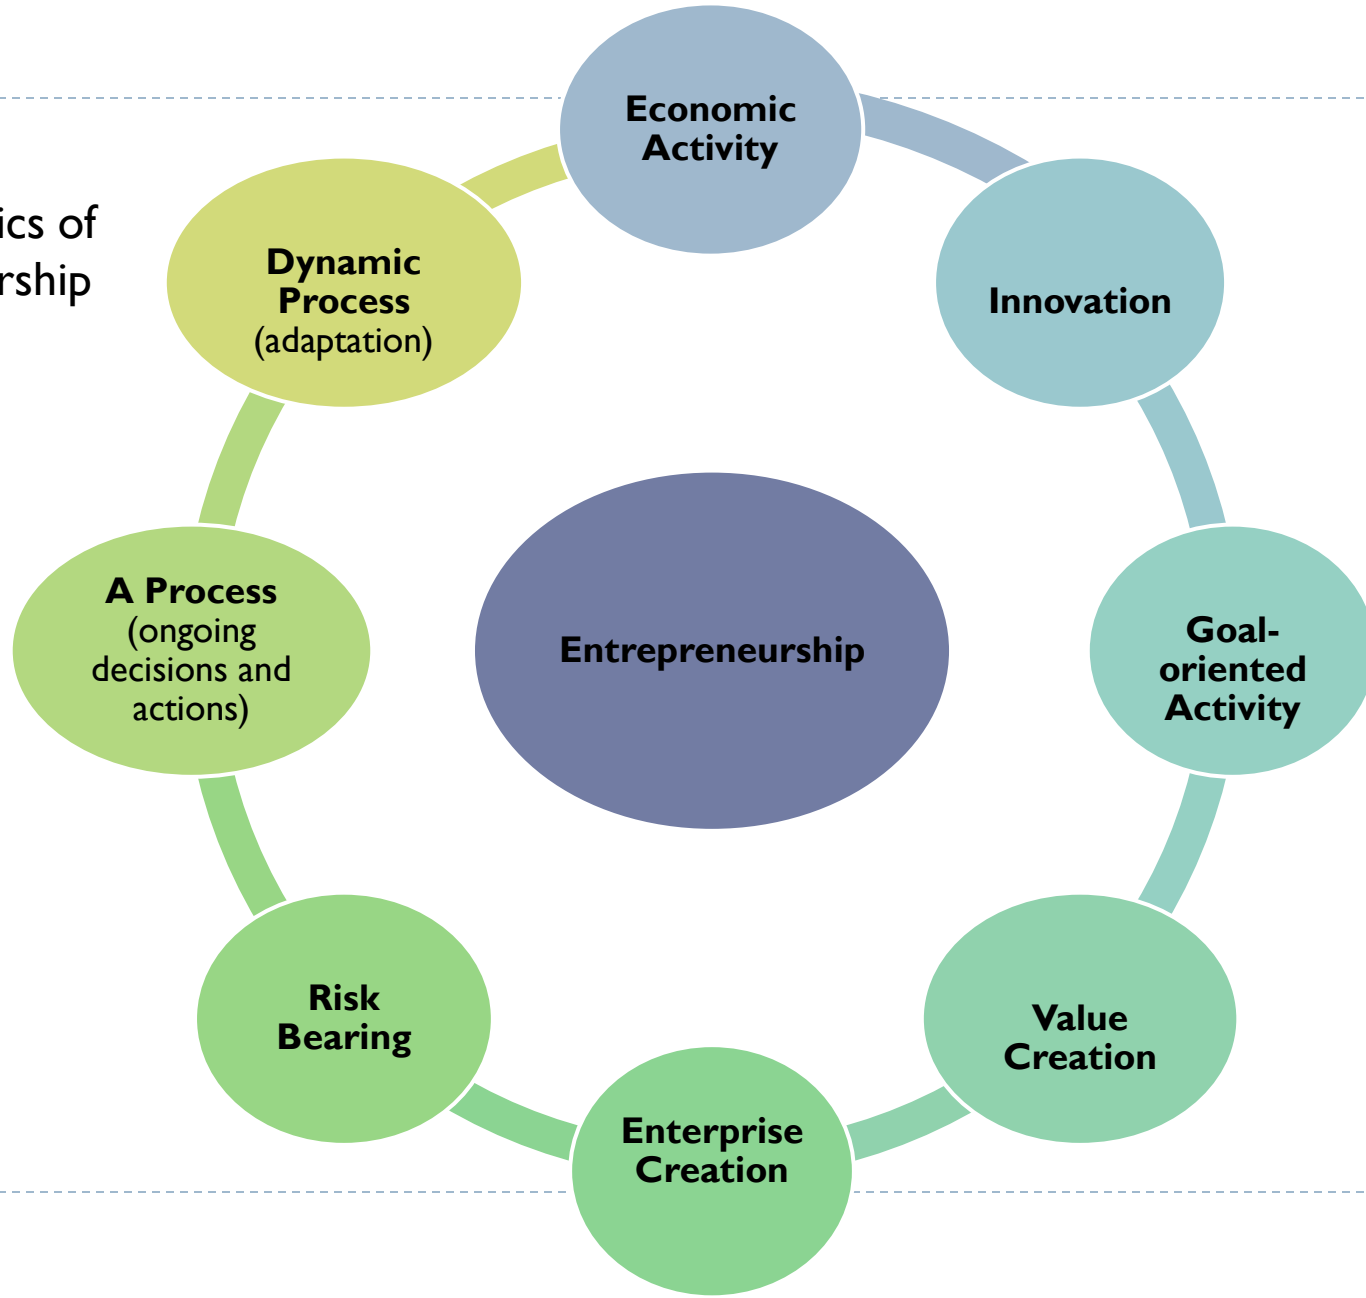 ics of
rship
Economic
Activity
Innovation
Goal-
oriented
Activity
Value
Creation
Enterprise
Creation
Risk
Bearing
A Process
(ongoing
decisions and
actions)
Dynamic
Process
(adaptation)
Entrepreneurship